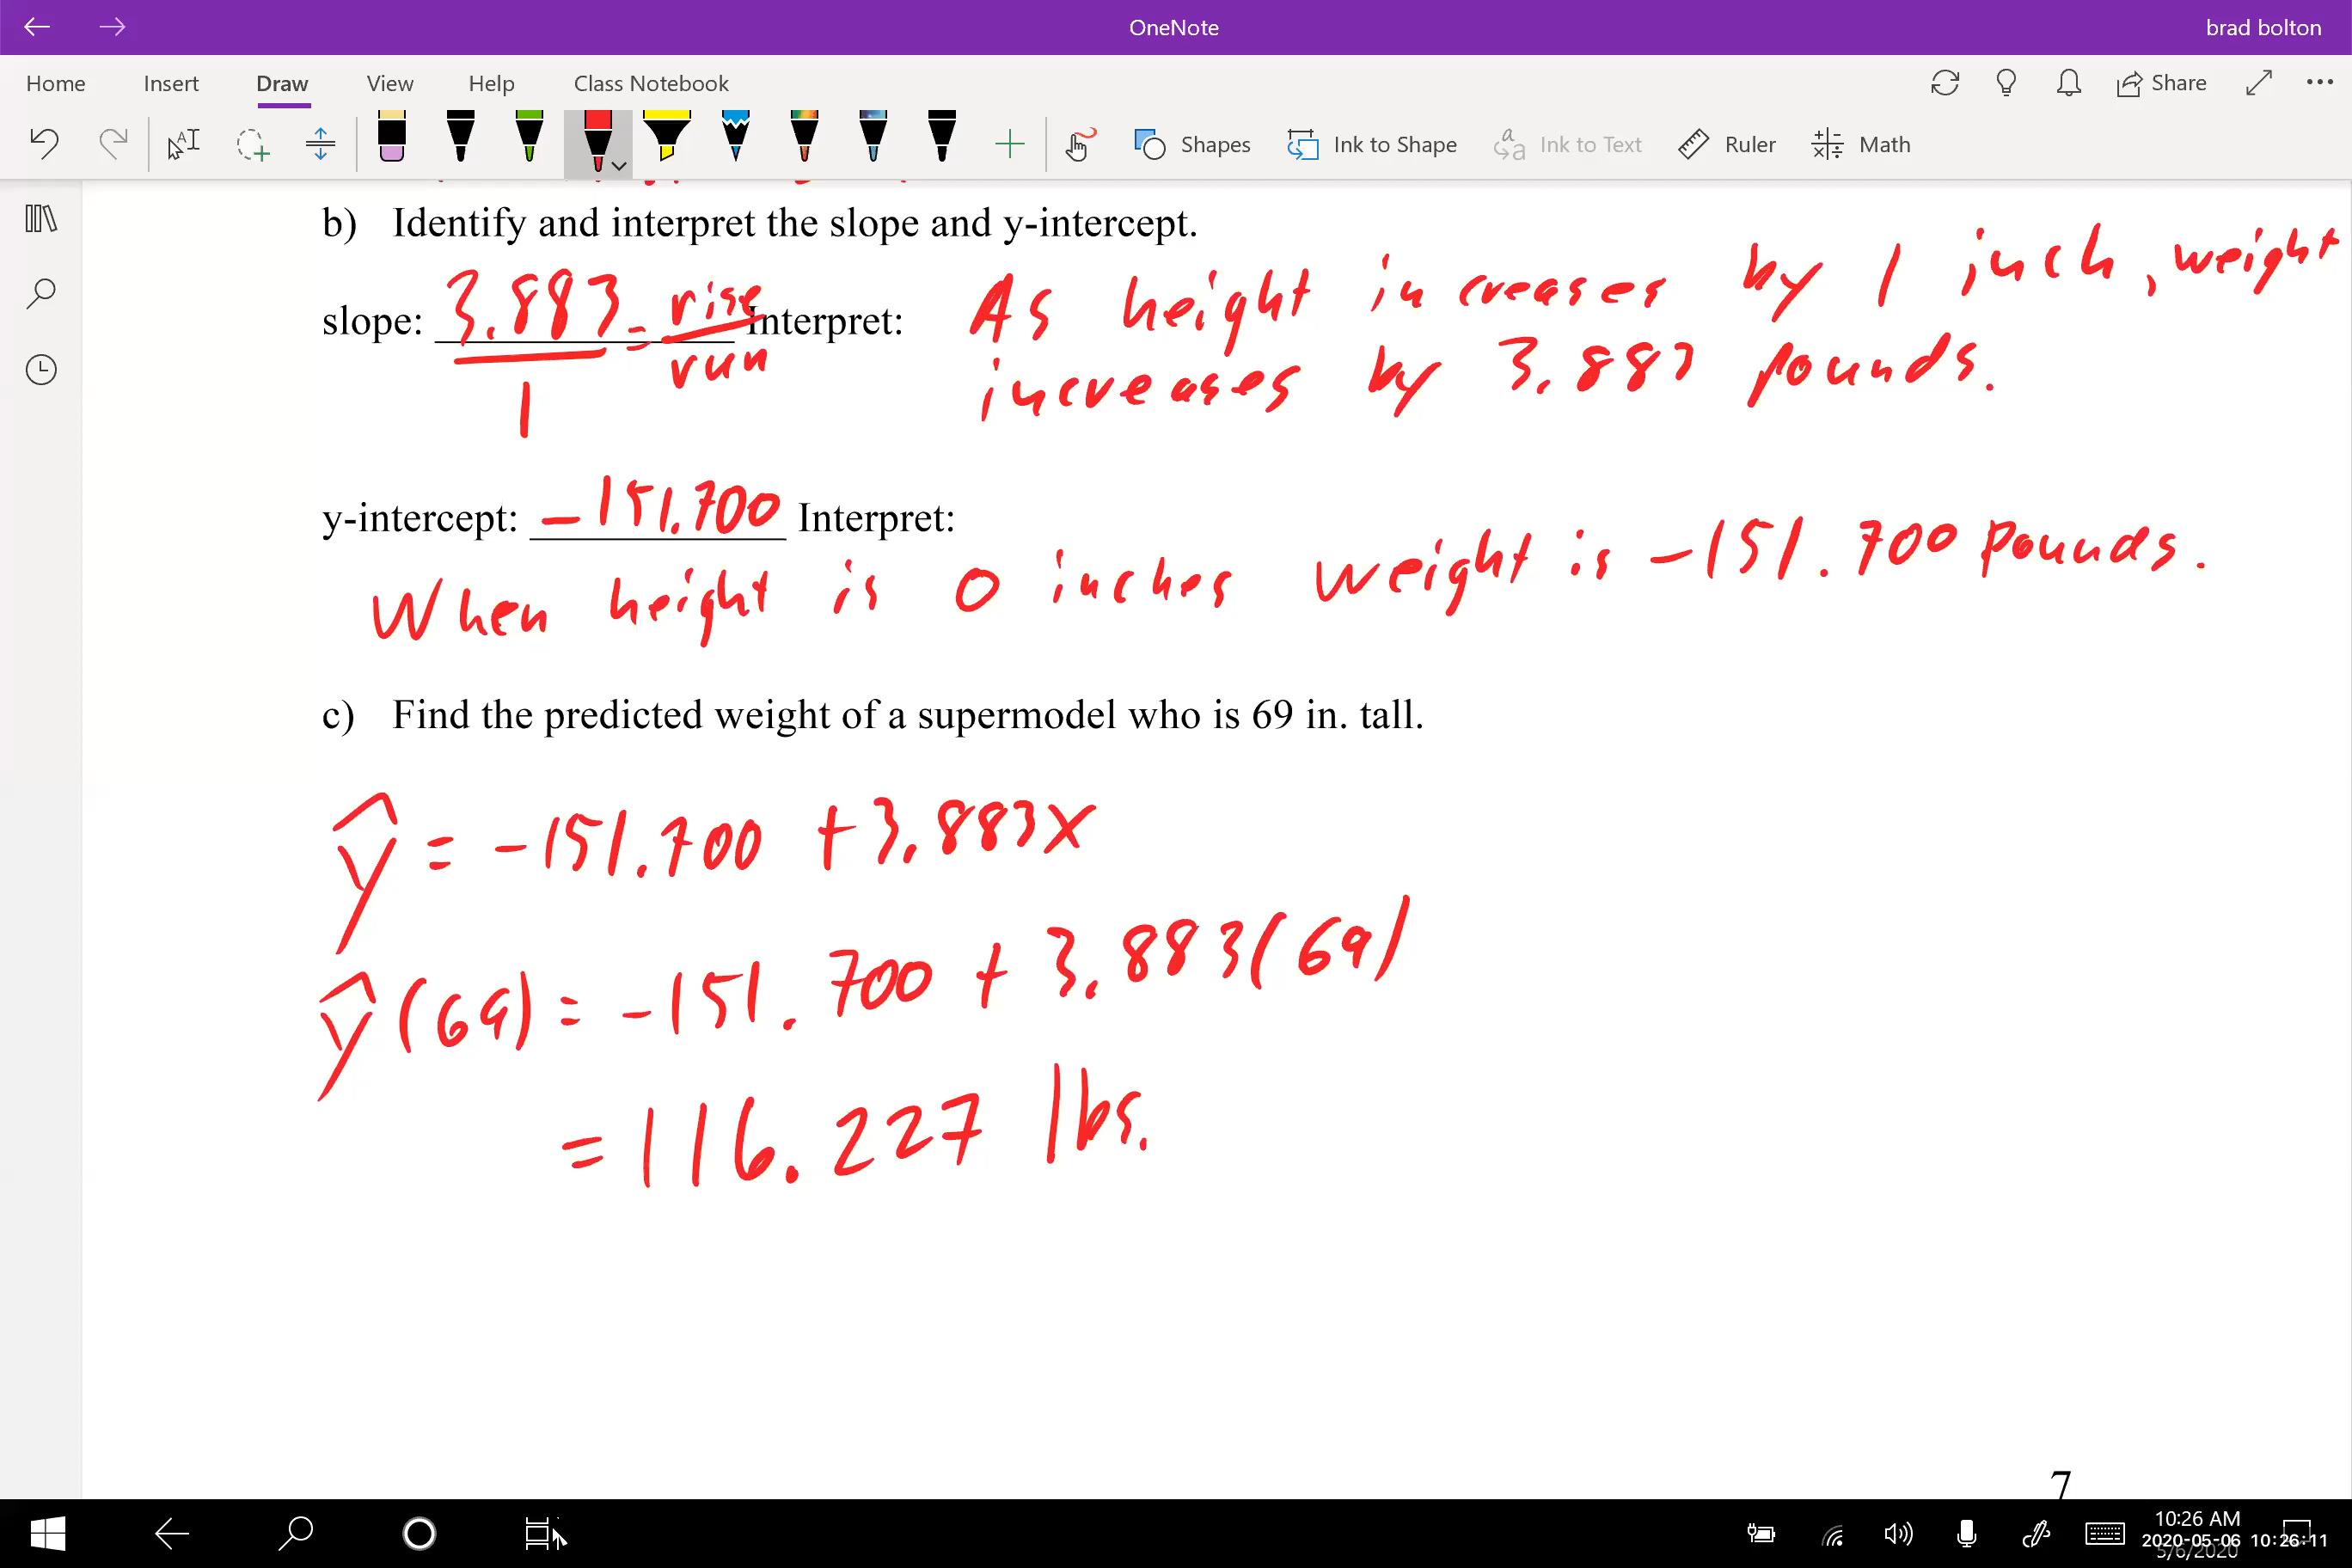 OneNote
brad bolton
Home Insert Draw View Help Class Notebook Share
Shapes Ink to Shape Ink to Text Ruler Math
b) Identify and interpret the slope and y-intercept.
slope: 3.883/1 = rise/run Interpret: As height increases by 1 inch, weight
increases by 3.883 pounds.
y-intercept: -151.700 Interpret:
When height is 0 inches weight is -151.700 pounds.
c) Find the predicted weight of a supermodel who is 69 in. tall.
ŷ = -151.700 + 3.883x
ŷ(69) = -151.700 + 3.883(69)
= 116.227 lbs.
7
10:26 AM
2020-05-06 10:26:11
5/6/2020